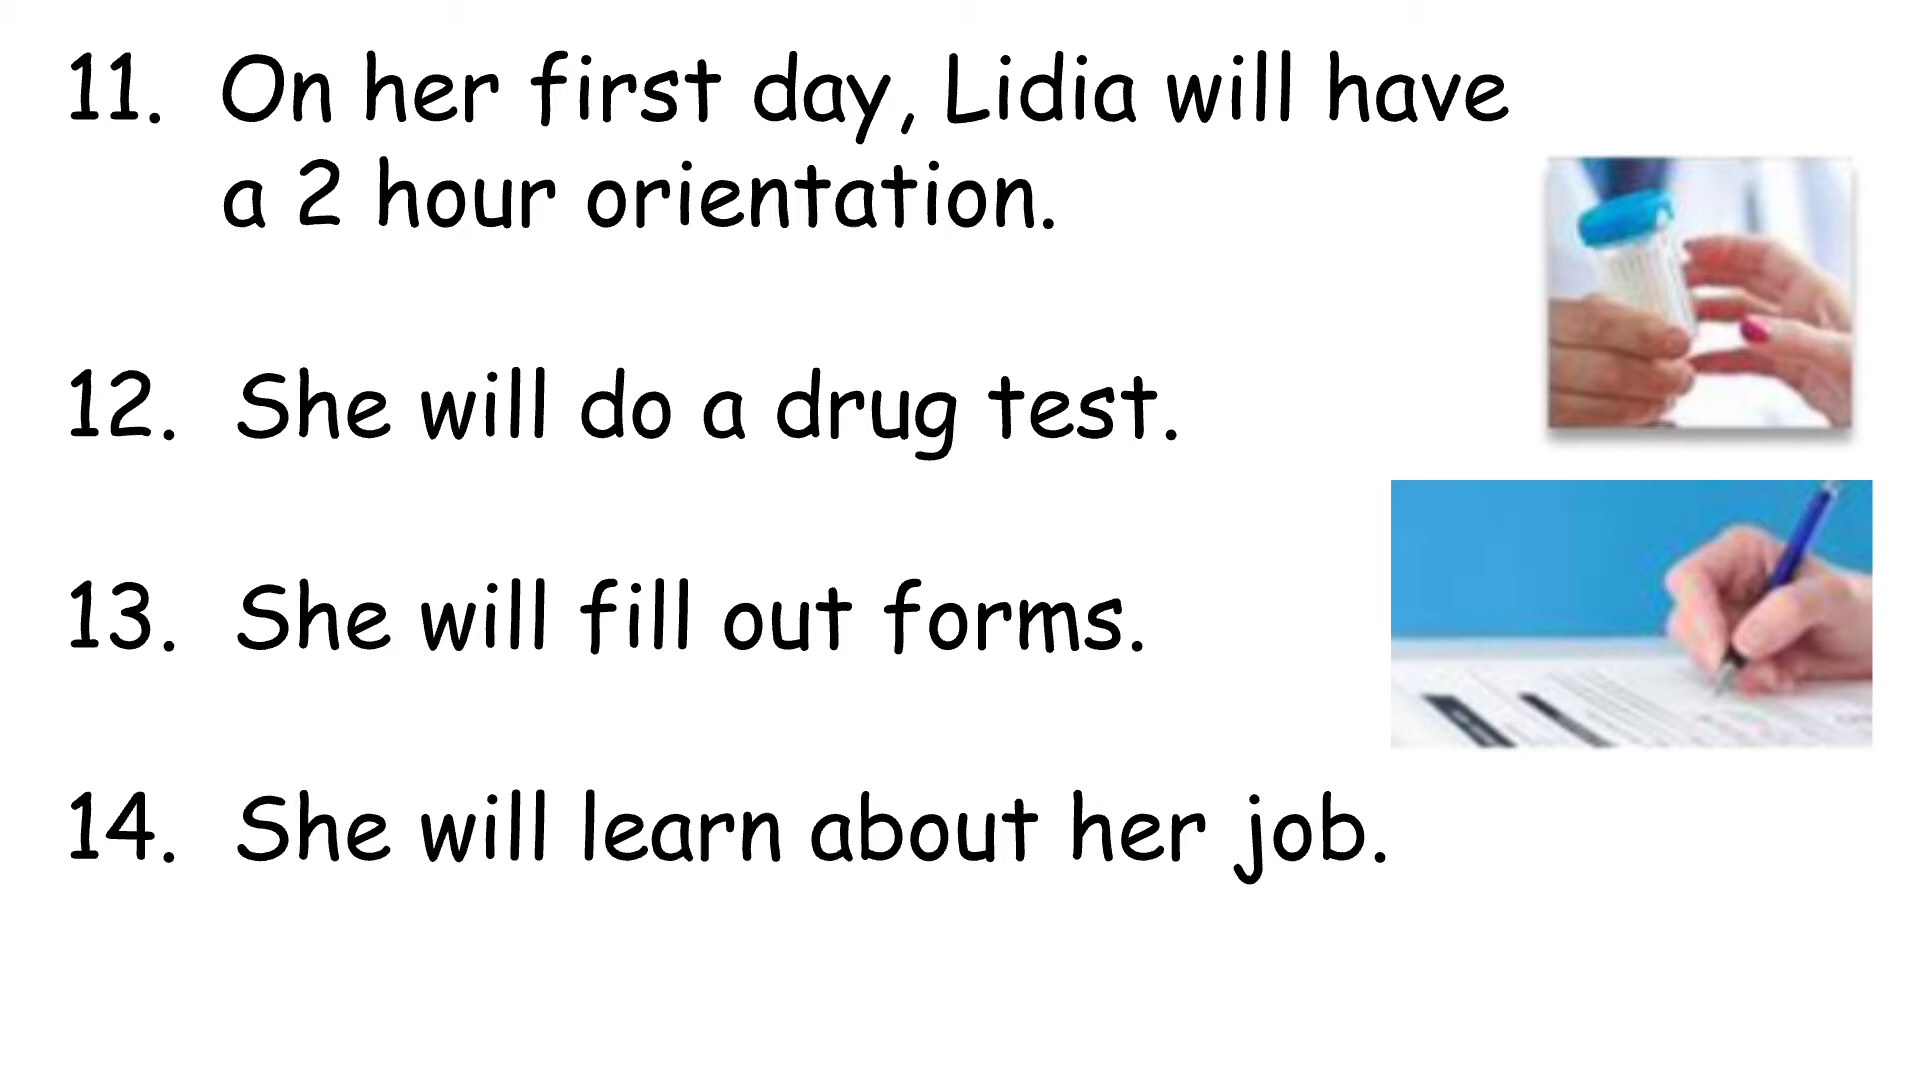 11. On her first day, Lidia will have
a 2 hour orientation.
12. She will do a drug test.
13. She will fill out forms.
14. She will learn about her job.